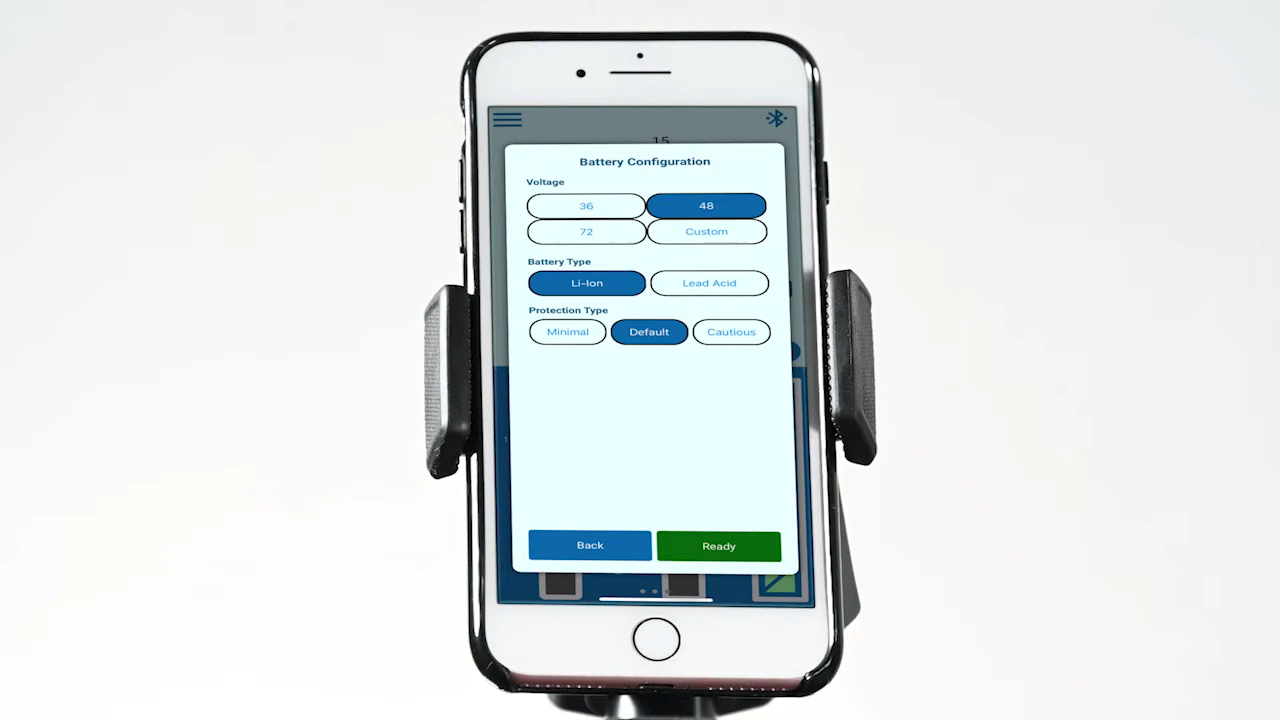 15
Battery Configuration
Voltage
36 48
72 Custom
Battery Type
Li-Ion Lead Acid
Protection Type
Minimal Default Cautious
Back Ready